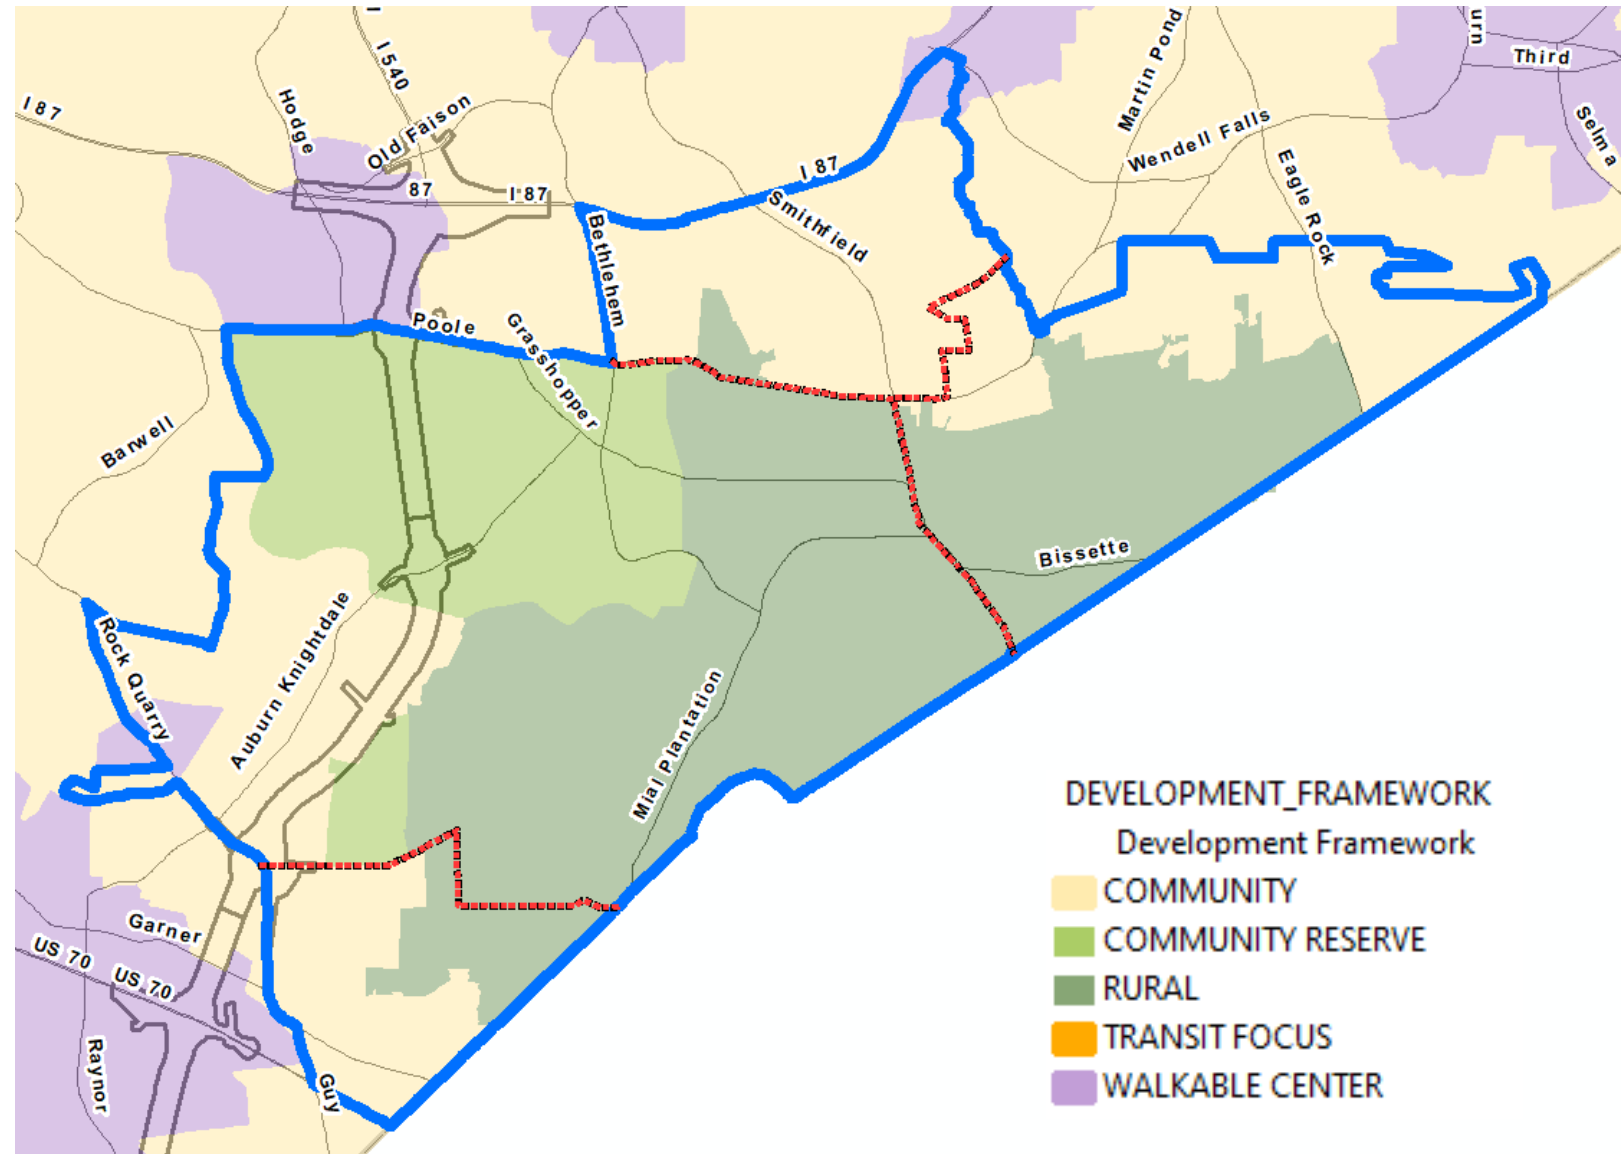 I
I 540
I 87
Hodge
Old Faison
87
I 87
I 87
Martin Pond
urn
Third
Selma
Wendell Falls
Eagle Rock
Smithfield
Bethlehem
Poole
Grasshopper
Barwell
Bissette
Rock Quarry
Auburn Knightdale
Mial Plantation
Garner
US 70
US 70
Raynor
Guy
DEVELOPMENT_FRAMEWORK
Development Framework
COMMUNITY
COMMUNITY RESERVE
RURAL
TRANSIT FOCUS
WALKABLE CENTER